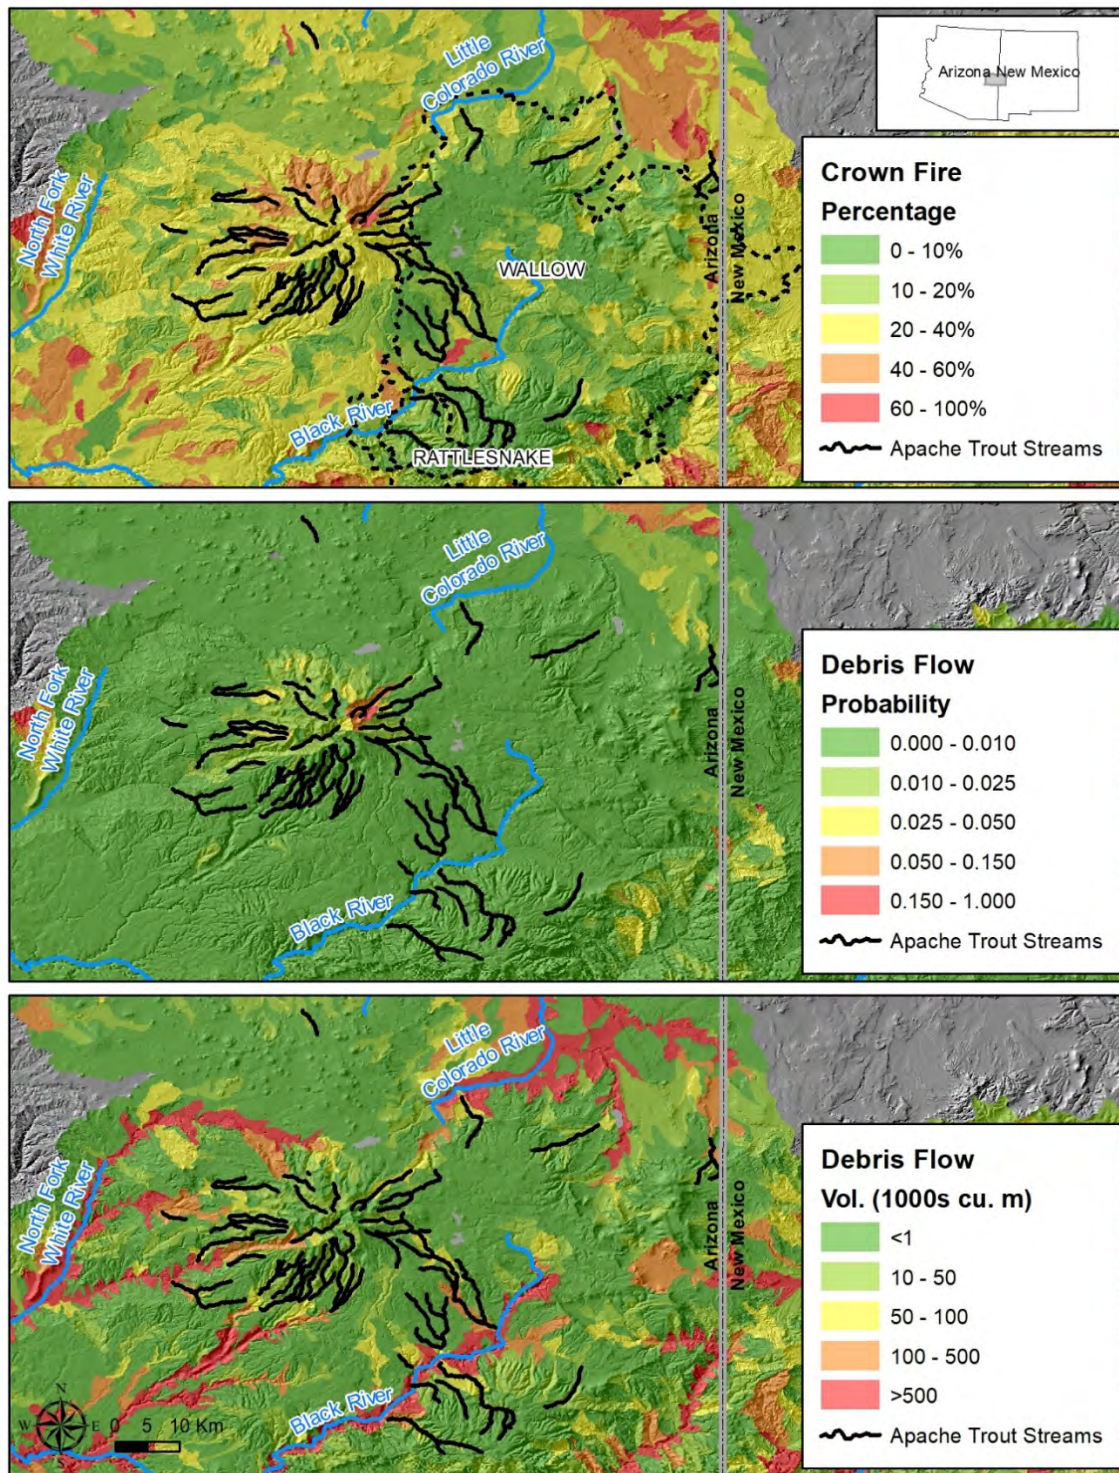 Little
Colorado River
Arizona New Mexico
North Fork
White River
WALLOW
Arizona
New Mexico
Black River
RATTLESNAKE
Crown Fire
Percentage
0 - 10%
10 - 20%
20 - 40%
40 - 60%
60 - 100%
Apache Trout Streams
Little
Colorado River
North Fork
White River
Arizona
New Mexico
Black River
Debris Flow
Probability
0.000 - 0.010
0.010 - 0.025
0.025 - 0.050
0.050 - 0.150
0.150 - 1.000
Apache Trout Streams
Little
Colorado River
North Fork
White River
Arizona
New Mexico
Black River
N
W E
S
0 5 10 Km
Debris Flow
Vol. (1000s cu. m)
<1
10 - 50
50 - 100
100 - 500
>500
Apache Trout Streams